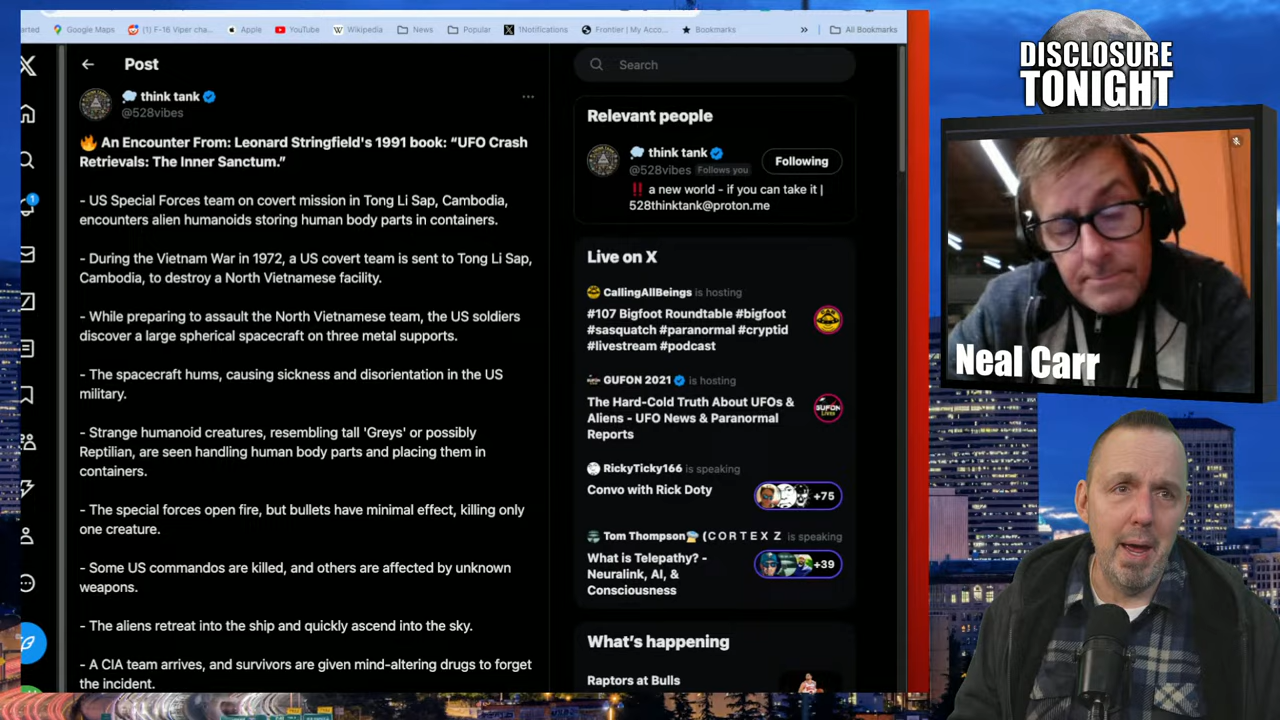 arted
Google Maps
(1) F-16 Viper cha...
Apple
YouTube
Wikipedia
News
Popular
1Notifications
Frontier | My Acco...
Bookmarks
»
All Bookmarks
Post
think tank
@528vibes
🔥 An Encounter From: Leonard Stringfield's 1991 book: “UFO Crash
Retrievals: The Inner Sanctum.”
- US Special Forces team on covert mission in Tong Li Sap, Cambodia,
encounters alien humanoids storing human body parts in containers.
- During the Vietnam War in 1972, a US covert team is sent to Tong Li Sap,
Cambodia, to destroy a North Vietnamese facility.
- While preparing to assault the North Vietnamese team, the US soldiers
discover a large spherical spacecraft on three metal supports.
- The spacecraft hums, causing sickness and disorientation in the US
military.
- Strange humanoid creatures, resembling tall 'Greys' or possibly
Reptilian, are seen handling human body parts and placing them in
containers.
- The special forces open fire, but bullets have minimal effect, killing only
one creature.
- Some US commandos are killed, and others are affected by unknown
weapons.
- The aliens retreat into the ship and quickly ascend into the sky.
- A CIA team arrives, and survivors are given mind-altering drugs to forget
the incident.
1
Search
Relevant people
think tank
@528vibes Follows you
Following
‼️ a new world - if you can take it |
528thinktank@proton.me
Live on X
CallingAllBeings is hosting
#107 Bigfoot Roundtable #bigfoot
#sasquatch #paranormal #cryptid
#livestream #podcast
GUFON 2021 is hosting
The Hard-Cold Truth About UFOs &
Aliens - UFO News & Paranormal
Reports
GUFON
RickyTicky166 is speaking
Convo with Rick Doty
+75
Tom Thompson (C O R T E X Z is speaking
What is Telepathy? -
Neuralink, AI, &
Consciousness
+39
What’s happening
Raptors at Bulls
DISCLOSURE
TONIGHT
Neal Carr